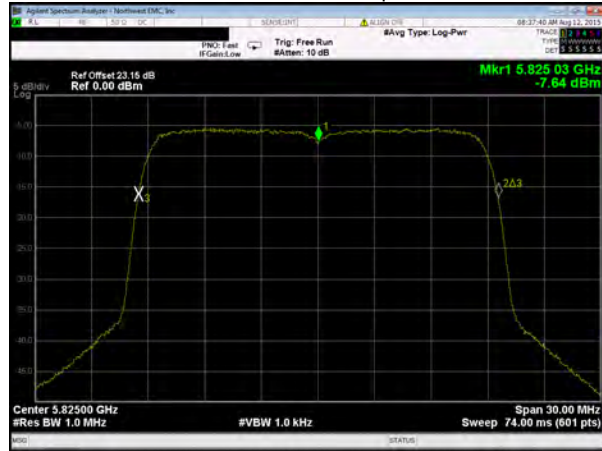 Agilent Spectrum Analyzer - Northwest EMC, Inc
RL RF 50 Ω DC SENSE:INT ALIGN OFF 08:37:40 AM Aug 12, 2015
#Avg Type: Log-Pwr TRACE 1 2 3 4 5 6
PNO: Fast Trig: Free Run TYPE
IFGain:Low #Atten: 10 dB DET S S S S S S
Mkr1 5.825 03 GHz
Ref Offset 23.15 dB
5 dB/div Ref 0.00 dBm -7.64 dBm
Log
-5.00
1
-10.0
-15.0
3
2Δ3
-20.0
-25.0
-30.0
-35.0
-40.0
-45.0
Center 5.82500 GHz Span 30.00 MHz
#Res BW 1.0 MHz #VBW 1.0 kHz Sweep 74.00 ms (601 pts)
MSG STATUS